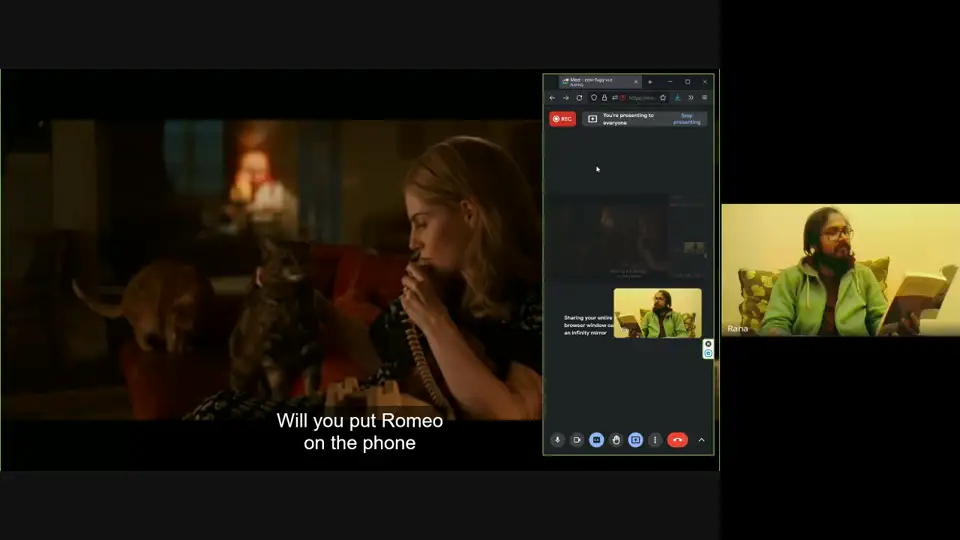 REC
You're presenting to
everyone
Stop
presenting
Sharing your entire
browser window
an infinity mirror
Will you put Romeo
on the phone
Rana